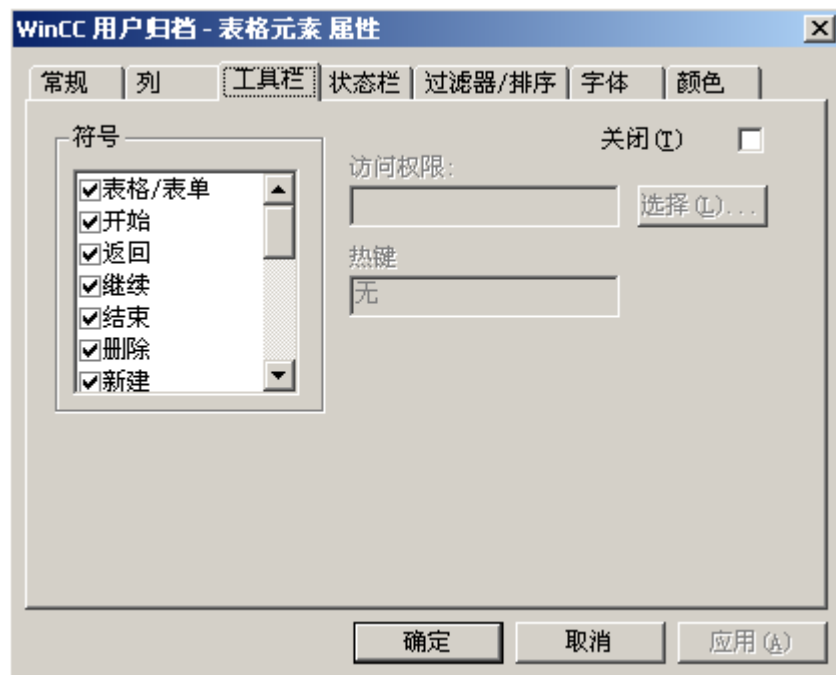 WinCC 用户归档 - 表格元素 属性
常规 列 工具栏 状态栏 过滤器/排序 字体 颜色
符号
关闭(T)
表格/表单
开始
返回
继续
结束
删除
新建
访问权限:
选择(L)...
热键
无
确定 取消 应用(A)